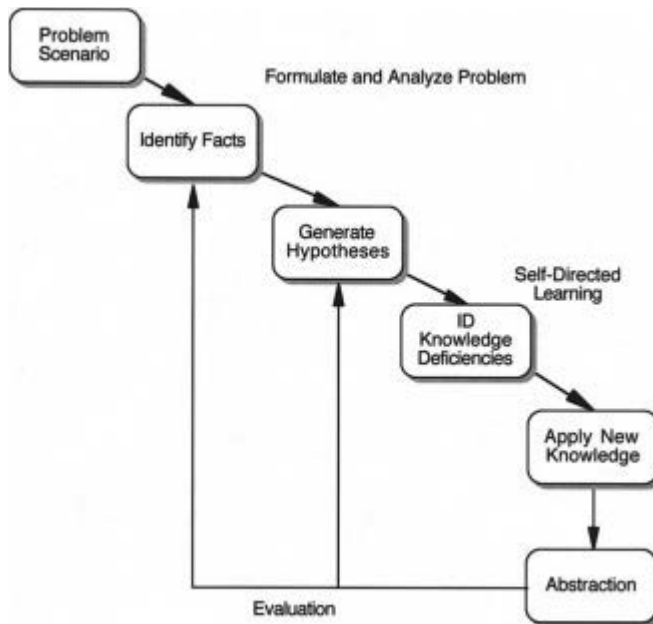 Problem
Scenario
Formulate and Analyze Problem
Identify Facts
Generate
Hypotheses
Self-Directed
Learning
ID
Knowledge
Deficiencies
Apply New
Knowledge
Abstraction
Evaluation